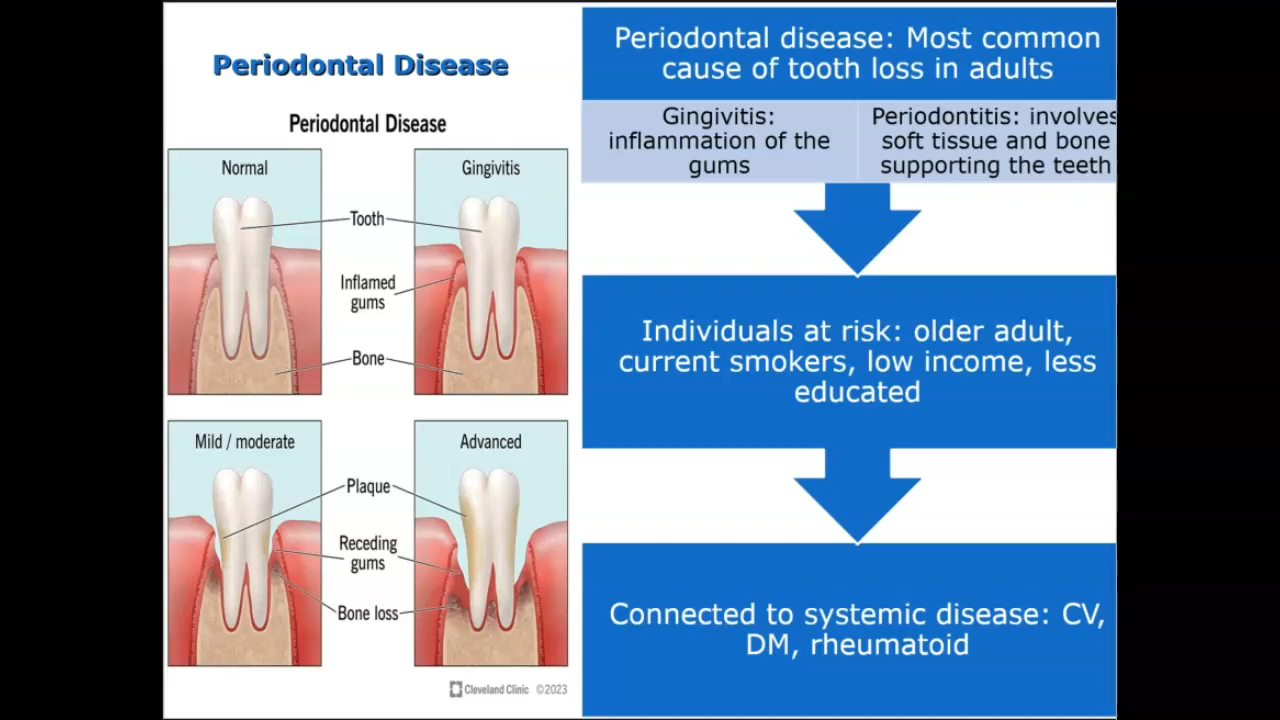 Periodontal Disease
Periodontal Disease
Normal
Gingivitis
Tooth
Inflamed
gums
Bone
Mild / moderate
Advanced
Plaque
Receding
gums
Bone loss
Cleveland Clinic ©2023
Periodontal disease: Most common
cause of tooth loss in adults
Gingivitis:
inflammation of the
gums
Periodontitis: involves
soft tissue and bone
supporting the teeth
Individuals at risk: older adult,
current smokers, low income, less
educated
Connected to systemic disease: CV,
DM, rheumatoid